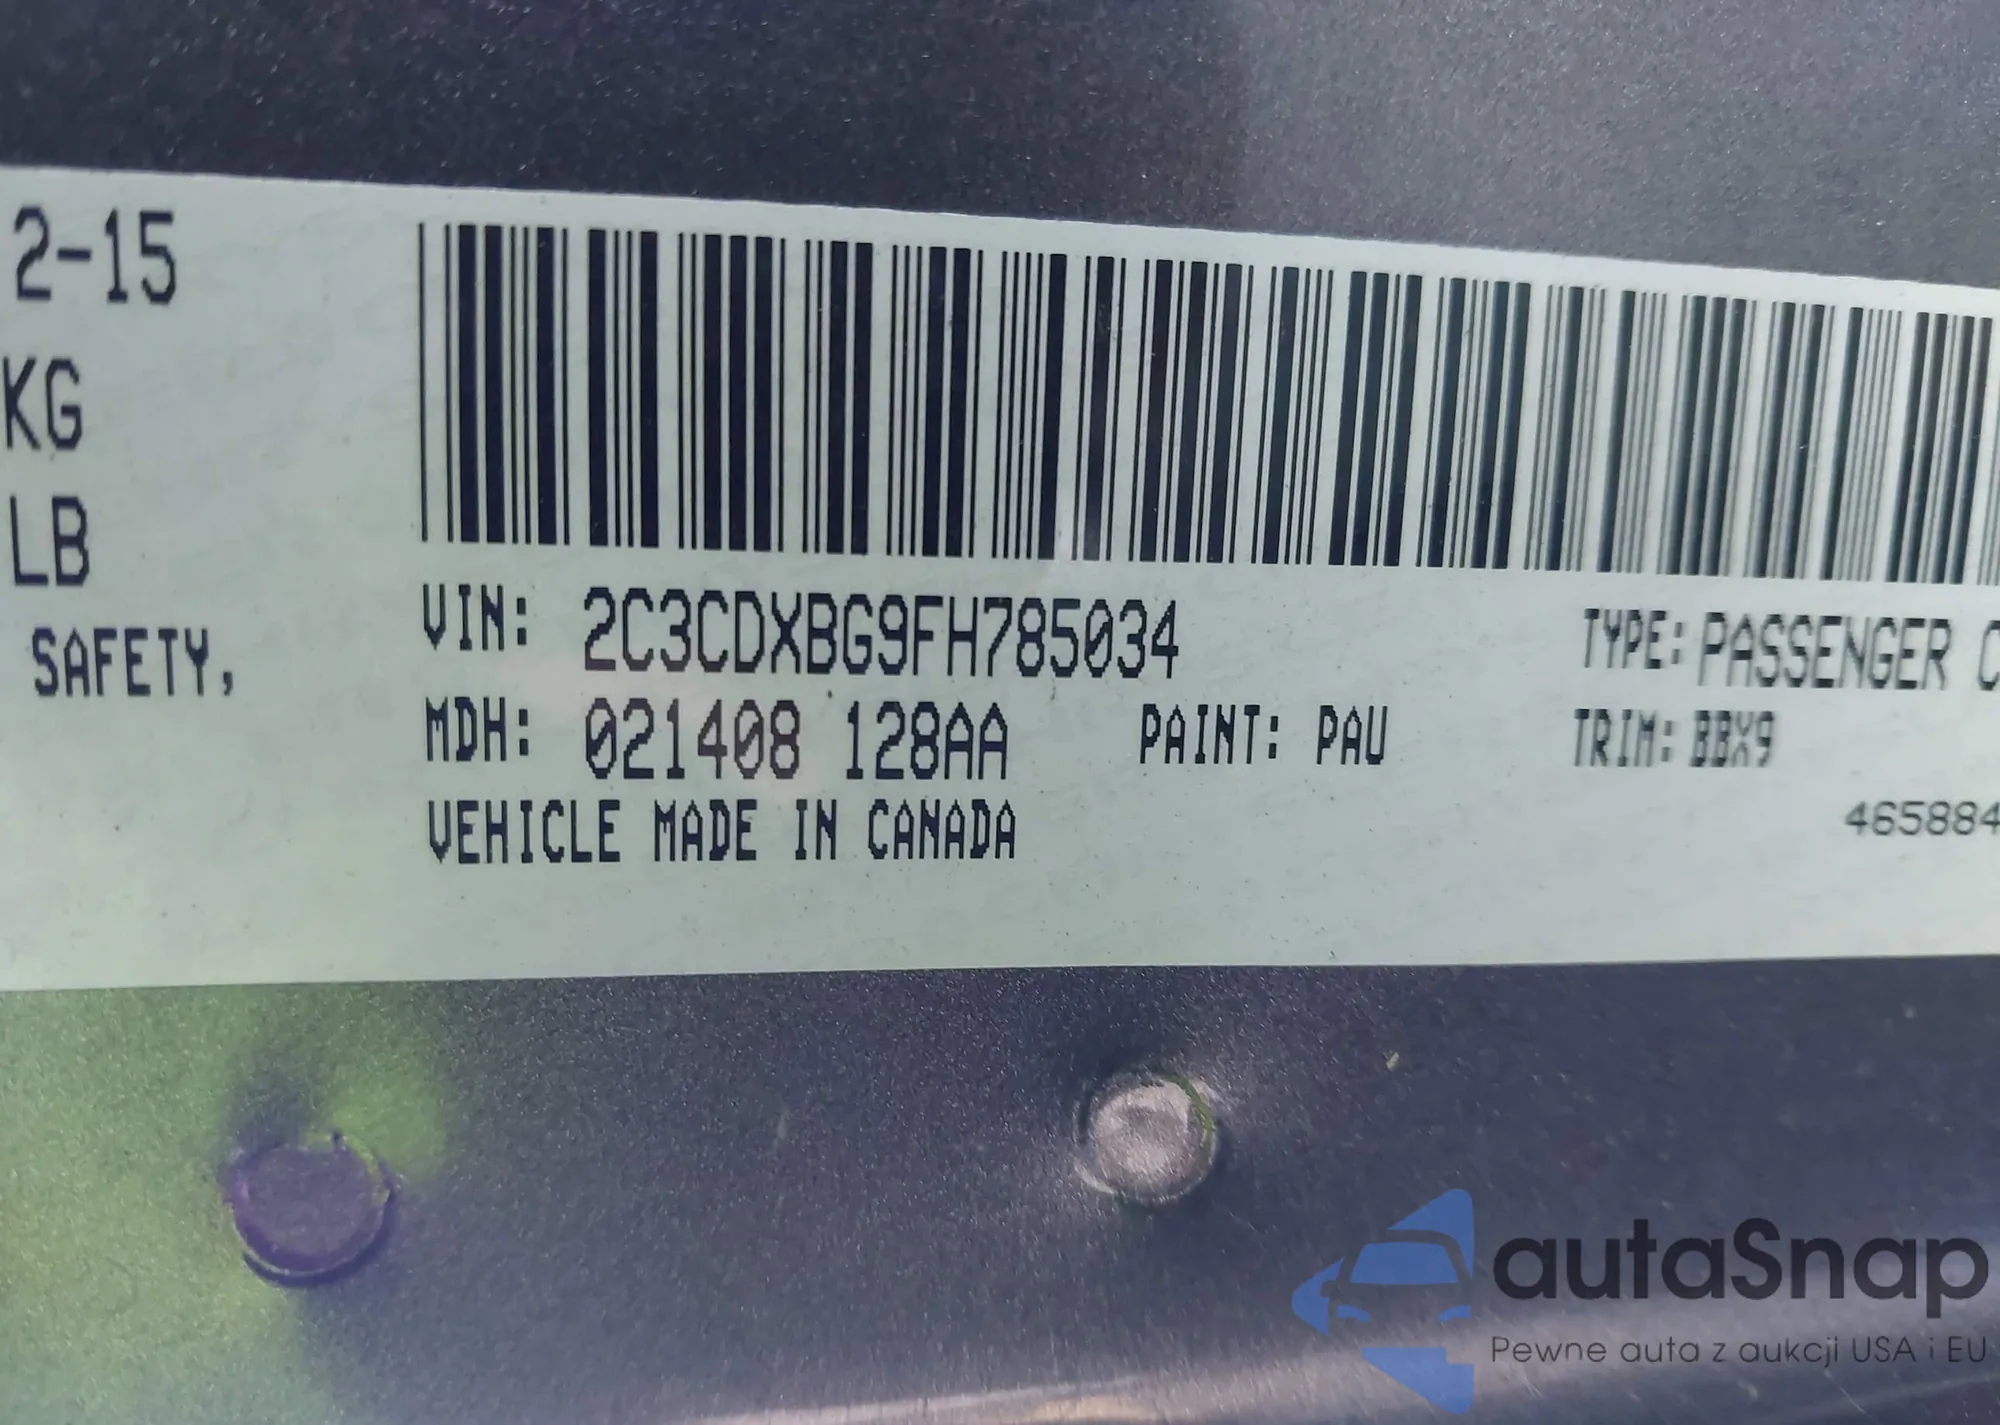 2-15
KG
LB
SAFETY,
VIN: 2C3CDXBG9FH785034
TYPE: PASSENGER C
MDH: 021408 128AA
PAINT: PAU
TRIM: BBX9
VEHICLE MADE IN CANADA
465884
autaSnap
Pewne auta z aukcji USA i EU